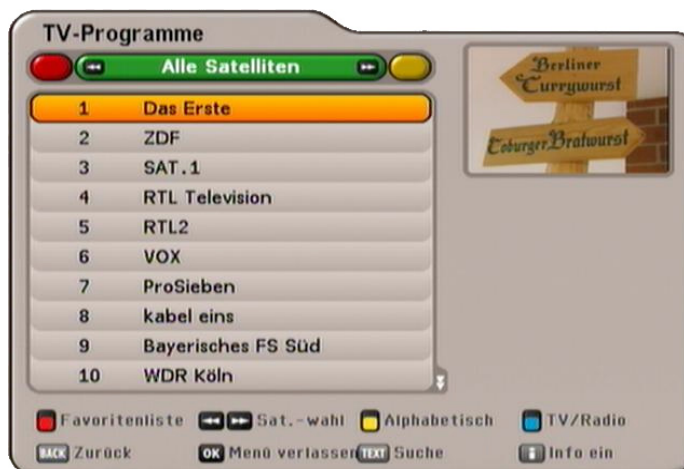 TV-Programme
Alle Satelliten
1 Das Erste
2 ZDF
3 SAT.1
4 RTL Television
5 RTL2
6 VOX
7 ProSieben
8 kabel eins
9 Bayerisches FS Süd
10 WDR Köln
Berliner
Currywurst
Coburger Bratwurst
Favoritenliste Sat.-wahl Alphabetisch TV/Radio
BACK Zurück OK Menü verlassen TEXT Suche i Info ein